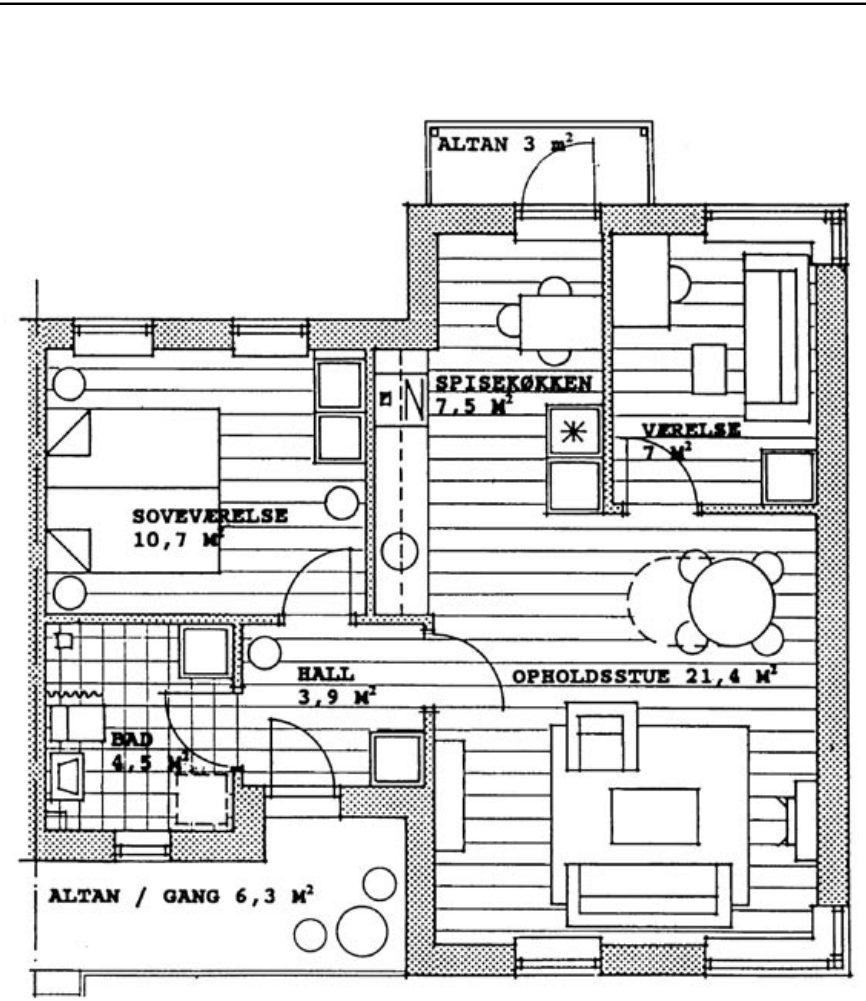 ALTAN 3 m²
SPISEKØKKEN
7,5 M²
VÆRELSE
7 M²
SOVEVÆRELSE
10,7 M²
HALL
3,9 M²
OPHOLDSSTUE 21,4 M²
BAD
4,5 M²
ALTAN / GANG 6,3 M²